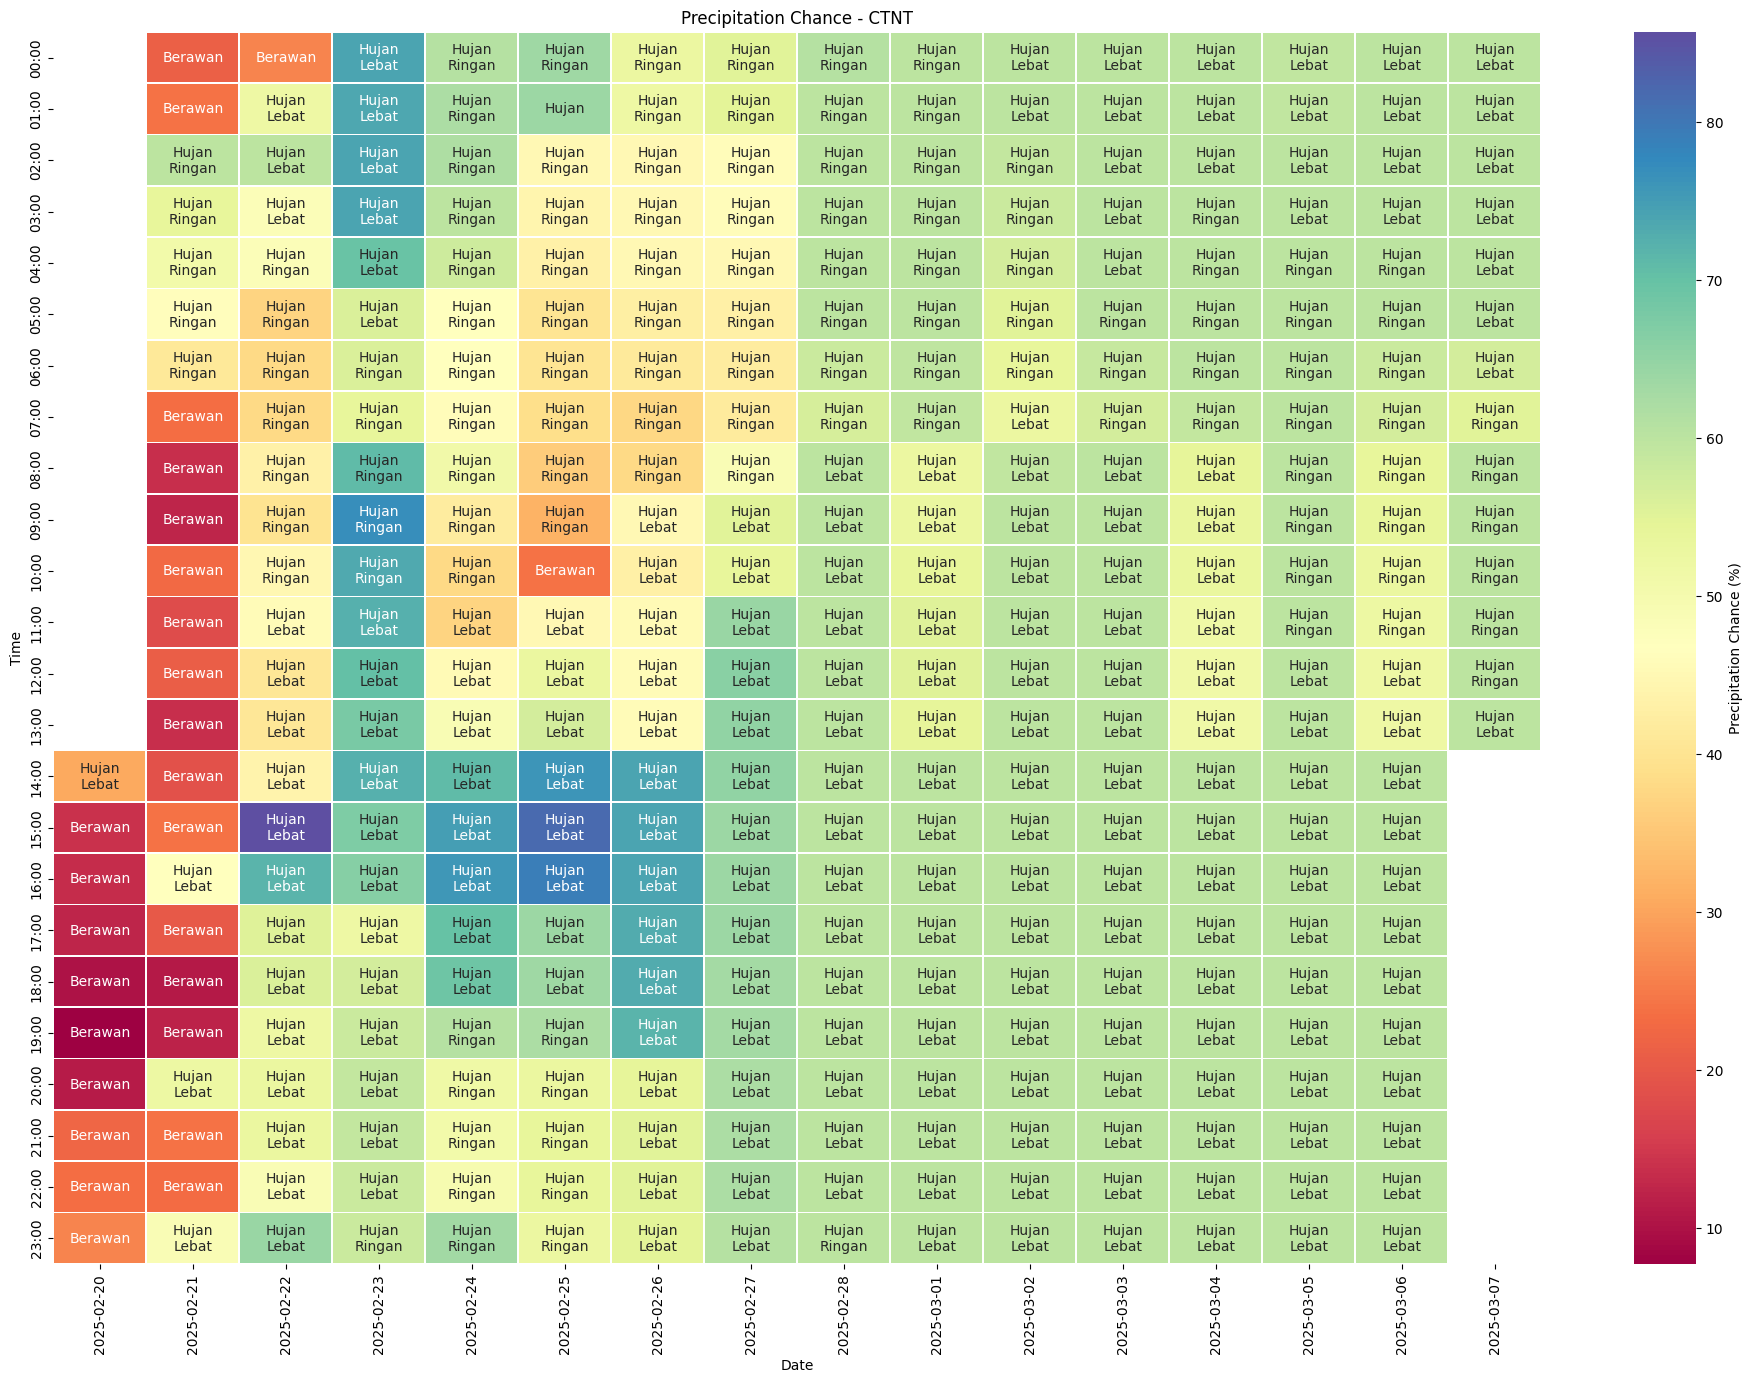 Precipitation Chance - CTNT
00:00 Berawan Berawan Hujan Lebat Hujan Ringan Hujan Ringan Hujan Ringan Hujan Ringan Hujan Ringan Hujan Ringan Hujan Lebat Hujan Lebat Hujan Lebat Hujan Lebat Hujan Lebat Hujan Lebat
01:00 Berawan Hujan Lebat Hujan Lebat Hujan Ringan Hujan Hujan Ringan Hujan Ringan Hujan Ringan Hujan Ringan Hujan Lebat Hujan Lebat Hujan Lebat Hujan Lebat Hujan Lebat Hujan Lebat
02:00 Hujan Ringan Hujan Lebat Hujan Lebat Hujan Ringan Hujan Ringan Hujan Ringan Hujan Ringan Hujan Ringan Hujan Ringan Hujan Ringan Hujan Lebat Hujan Lebat Hujan Lebat Hujan Lebat Hujan Lebat
03:00 Hujan Ringan Hujan Lebat Hujan Lebat Hujan Ringan Hujan Ringan Hujan Ringan Hujan Ringan Hujan Ringan Hujan Ringan Hujan Ringan Hujan Lebat Hujan Ringan Hujan Lebat Hujan Lebat Hujan Lebat
04:00 Hujan Ringan Hujan Ringan Hujan Lebat Hujan Ringan Hujan Ringan Hujan Ringan Hujan Ringan Hujan Ringan Hujan Ringan Hujan Ringan Hujan Lebat Hujan Ringan Hujan Ringan Hujan Ringan Hujan Lebat
05:00 Hujan Ringan Hujan Ringan Hujan Lebat Hujan Ringan Hujan Ringan Hujan Ringan Hujan Ringan Hujan Ringan Hujan Ringan Hujan Ringan Hujan Ringan Hujan Ringan Hujan Ringan Hujan Ringan Hujan Lebat
06:00 Hujan Ringan Hujan Ringan Hujan Ringan Hujan Ringan Hujan Ringan Hujan Ringan Hujan Ringan Hujan Ringan Hujan Ringan Hujan Ringan Hujan Ringan Hujan Ringan Hujan Ringan Hujan Ringan Hujan Lebat
07:00 Berawan Hujan Ringan Hujan Ringan Hujan Ringan Hujan Ringan Hujan Ringan Hujan Ringan Hujan Ringan Hujan Ringan Hujan Lebat Hujan Ringan Hujan Ringan Hujan Ringan Hujan Ringan Hujan Ringan
08:00 Berawan Hujan Ringan Hujan Ringan Hujan Ringan Hujan Ringan Hujan Ringan Hujan Ringan Hujan Lebat Hujan Lebat Hujan Lebat Hujan Lebat Hujan Lebat Hujan Ringan Hujan Ringan Hujan Ringan
09:00 Berawan Hujan Ringan Hujan Ringan Hujan Ringan Hujan Ringan Hujan Lebat Hujan Lebat Hujan Lebat Hujan Lebat Hujan Lebat Hujan Lebat Hujan Lebat Hujan Ringan Hujan Ringan Hujan Ringan
10:00 Berawan Hujan Ringan Hujan Ringan Hujan Ringan Berawan Hujan Lebat Hujan Lebat Hujan Lebat Hujan Lebat Hujan Lebat Hujan Lebat Hujan Lebat Hujan Ringan Hujan Ringan Hujan Ringan
11:00 Berawan Hujan Lebat Hujan Lebat Hujan Lebat Hujan Lebat Hujan Lebat Hujan Lebat Hujan Lebat Hujan Lebat Hujan Lebat Hujan Lebat Hujan Lebat Hujan Ringan Hujan Ringan Hujan Ringan
12:00 Berawan Hujan Lebat Hujan Lebat Hujan Lebat Hujan Lebat Hujan Lebat Hujan Lebat Hujan Lebat Hujan Lebat Hujan Lebat Hujan Lebat Hujan Lebat Hujan Lebat Hujan Lebat Hujan Ringan
13:00 Berawan Hujan Lebat Hujan Lebat Hujan Lebat Hujan Lebat Hujan Lebat Hujan Lebat Hujan Lebat Hujan Lebat Hujan Lebat Hujan Lebat Hujan Lebat Hujan Lebat Hujan Lebat Hujan Lebat
14:00 Hujan Lebat Berawan Hujan Lebat Hujan Lebat Hujan Lebat Hujan Lebat Hujan Lebat Hujan Lebat Hujan Lebat Hujan Lebat Hujan Lebat Hujan Lebat Hujan Lebat Hujan Lebat Hujan Lebat
15:00 Berawan Berawan Hujan Lebat Hujan Lebat Hujan Lebat Hujan Lebat Hujan Lebat Hujan Lebat Hujan Lebat Hujan Lebat Hujan Lebat Hujan Lebat Hujan Lebat Hujan Lebat Hujan Lebat
16:00 Berawan Hujan Lebat Hujan Lebat Hujan Lebat Hujan Lebat Hujan Lebat Hujan Lebat Hujan Lebat Hujan Lebat Hujan Lebat Hujan Lebat Hujan Lebat Hujan Lebat Hujan Lebat Hujan Lebat
17:00 Berawan Berawan Hujan Lebat Hujan Lebat Hujan Lebat Hujan Lebat Hujan Lebat Hujan Lebat Hujan Lebat Hujan Lebat Hujan Lebat Hujan Lebat Hujan Lebat Hujan Lebat Hujan Lebat
18:00 Berawan Berawan Hujan Lebat Hujan Lebat Hujan Lebat Hujan Lebat Hujan Lebat Hujan Lebat Hujan Lebat Hujan Lebat Hujan Lebat Hujan Lebat Hujan Lebat Hujan Lebat Hujan Lebat
19:00 Berawan Berawan Hujan Lebat Hujan Lebat Hujan Ringan Hujan Ringan Hujan Lebat Hujan Lebat Hujan Lebat Hujan Lebat Hujan Lebat Hujan Lebat Hujan Lebat Hujan Lebat Hujan Lebat
20:00 Berawan Hujan Lebat Hujan Lebat Hujan Lebat Hujan Ringan Hujan Ringan Hujan Lebat Hujan Lebat Hujan Lebat Hujan Lebat Hujan Lebat Hujan Lebat Hujan Lebat Hujan Lebat Hujan Lebat
21:00 Berawan Berawan Hujan Lebat Hujan Lebat Hujan Ringan Hujan Ringan Hujan Lebat Hujan Lebat Hujan Lebat Hujan Lebat Hujan Lebat Hujan Lebat Hujan Lebat Hujan Lebat Hujan Lebat
22:00 Berawan Berawan Hujan Lebat Hujan Lebat Hujan Ringan Hujan Ringan Hujan Lebat Hujan Lebat Hujan Lebat Hujan Lebat Hujan Lebat Hujan Lebat Hujan Lebat Hujan Lebat Hujan Lebat
23:00 Berawan Hujan Lebat Hujan Lebat Hujan Ringan Hujan Ringan Hujan Ringan Hujan Lebat Hujan Lebat Hujan Ringan Hujan Lebat Hujan Lebat Hujan Lebat Hujan Lebat Hujan Lebat Hujan Lebat
Time
2025-02-20 2025-02-21 2025-02-22 2025-02-23 2025-02-24 2025-02-25 2025-02-26 2025-02-27 2025-02-28 2025-03-01 2025-03-02 2025-03-03 2025-03-04 2025-03-05 2025-03-06 2025-03-07
Date
80
70
60
50
40
30
20
10
Precipitation Chance (%)